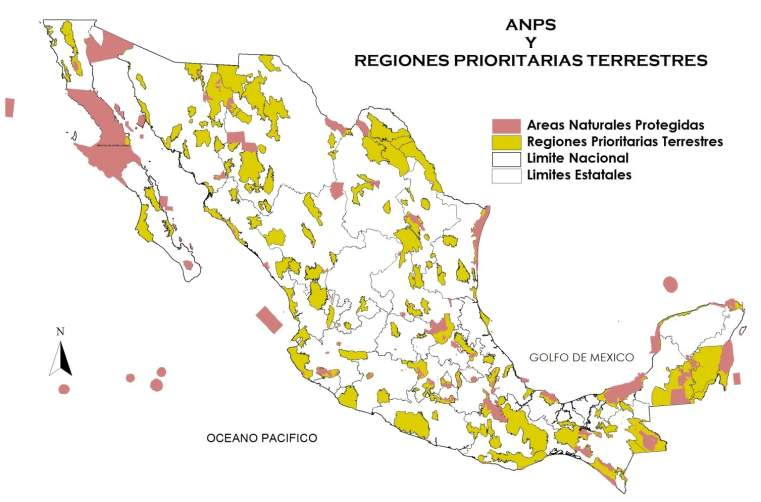 ANPS
Y
REGIONES PRIORITARIAS TERRESTRES
Areas Naturales Protegidas
Regiones Prioritarias Terrestres
Limite Nacional
Limites Estatales
N
GOLFO DE MEXICO
OCEANO PACIFICO